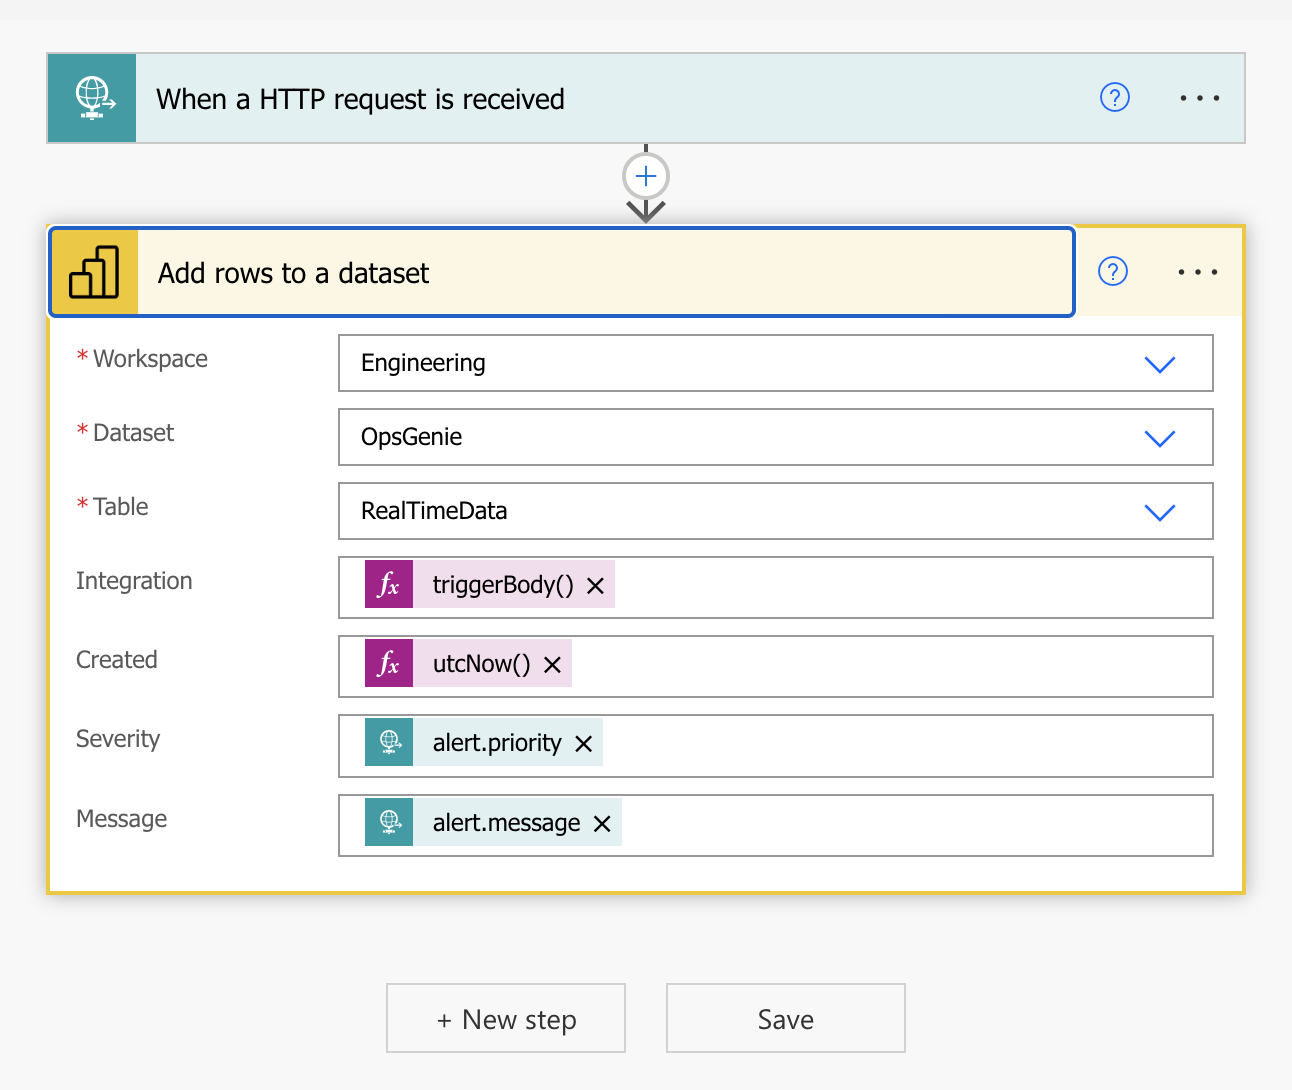 When a HTTP request is received
?
...
+
Add rows to a dataset
?
...
* Workspace
Engineering
* Dataset
OpsGenie
* Table
RealTimeData
Integration
fx triggerBody() ×
Created
fx utcNow() ×
Severity
alert.priority ×
Message
alert.message ×
+ New step
Save